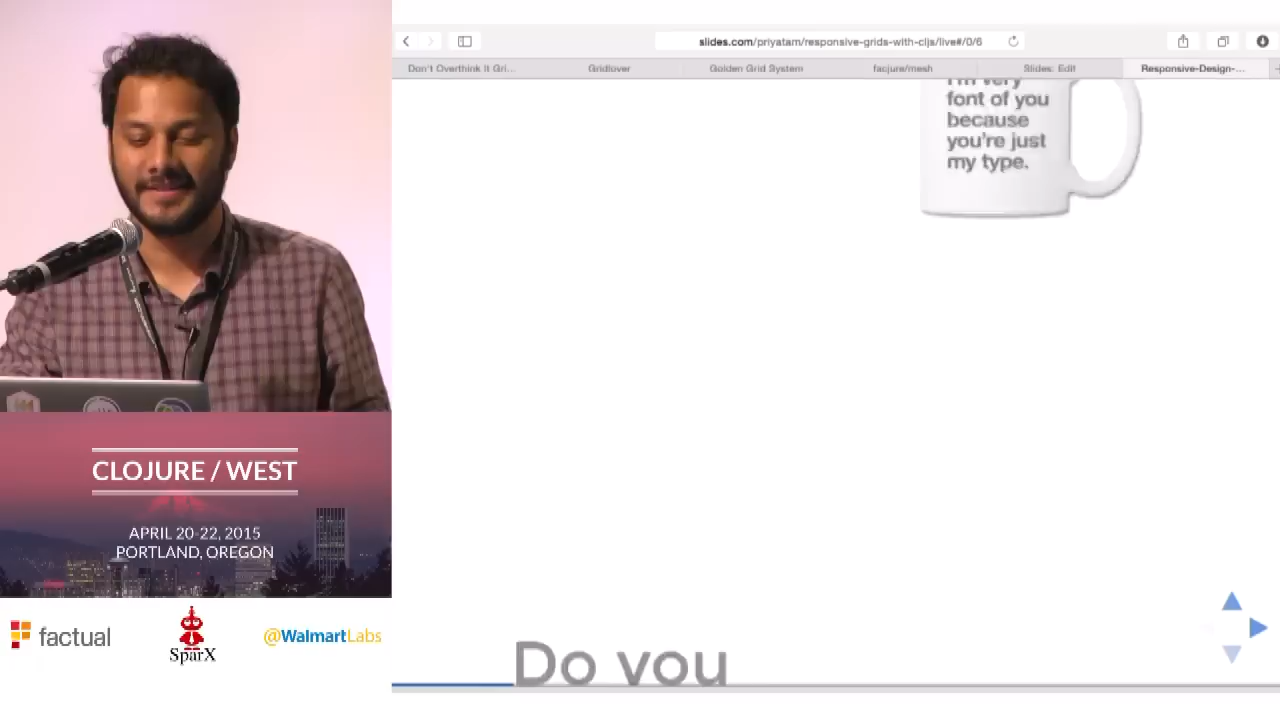 slides.com/priyatam/responsive-grids-with-cljs/live#/0/6
Don't Overthink It Gri...
Gridlover
Golden Grid System
facjure/mesh
Slides: Edit
Responsive-Design-...
I'm very
font of you
because
you're just
my type.
CLOJURE / WEST
APRIL 20-22, 2015
PORTLAND, OREGON
factual
SparX
@WalmartLabs
Do you